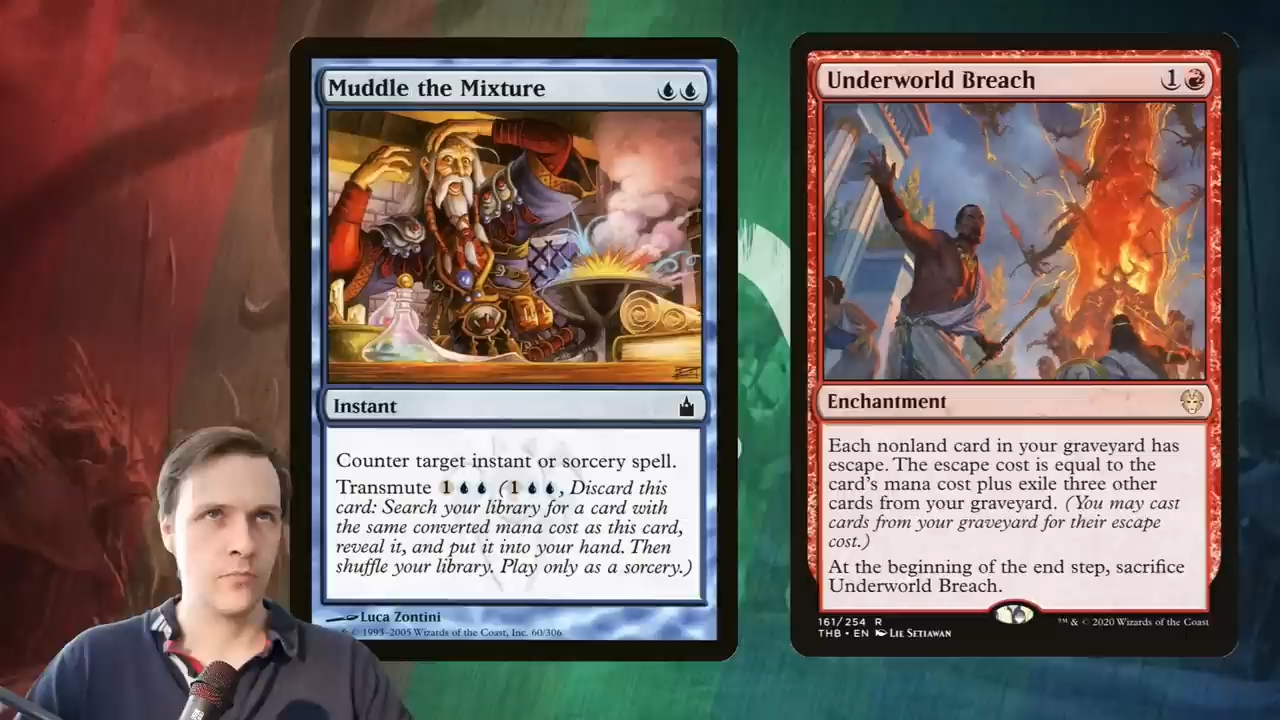 Muddle the Mixture
Instant
Counter target instant or sorcery spell.
Transmute 1 (1, Discard this
card: Search your library for a card with
the same converted mana cost as this card,
reveal it, and put it into your hand. Then
shuffle your library. Play only as a sorcery.)
Luca Zontini
© 1993–2005 Wizards of the Coast, Inc. 60/306
Underworld Breach 1
Enchantment
Each nonland card in your graveyard has
escape. The escape cost is equal to the
card's mana cost plus exile three other
cards from your graveyard. (You may cast
cards from your graveyard for their escape
cost.)
At the beginning of the end step, sacrifice
Underworld Breach.
161/254 R
THB • EN Lie Setiawan
™ & © 2020 Wizards of the Coast